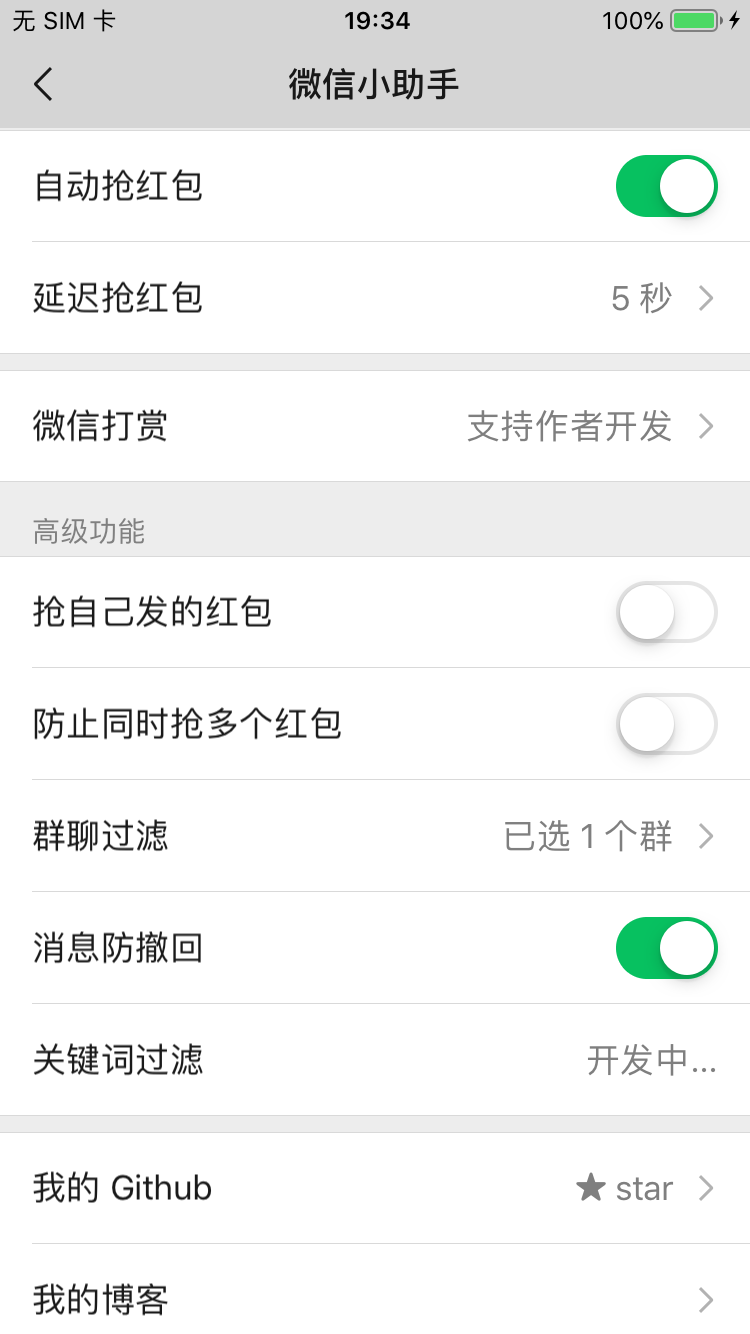 无 SIM 卡 19:34 100%
微信小助手
自动抢红包
延迟抢红包 5 秒
微信打赏 支持作者开发
高级功能
抢自己发的红包
防止同时抢多个红包
群聊过滤 已选 1 个群
消息防撤回
关键词过滤 开发中...
我的 Github ★ star
我的博客